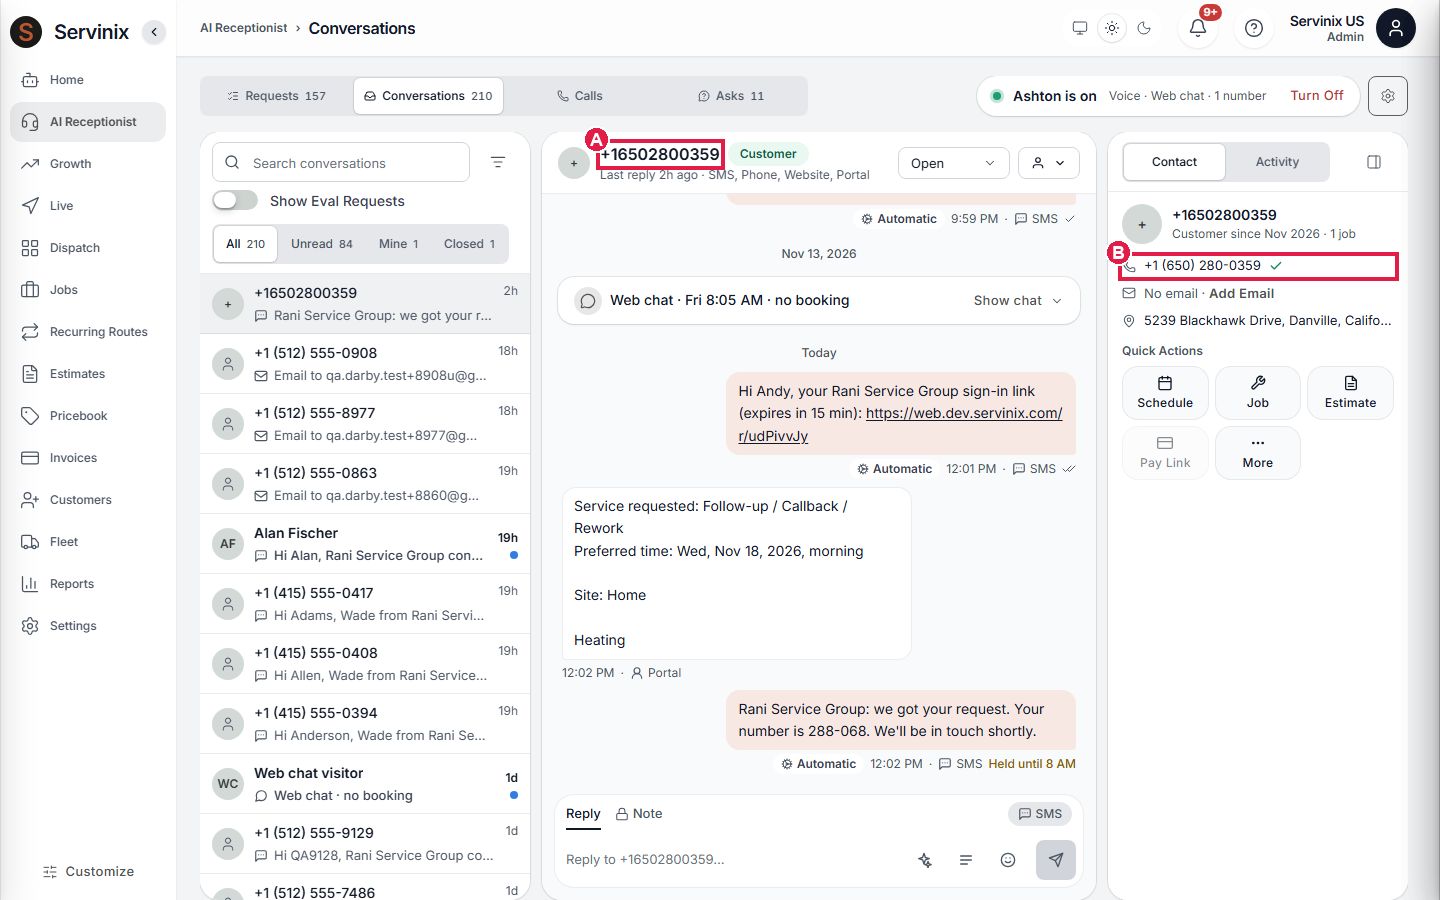 S Servinix
Home
AI Receptionist
Growth
Live
Dispatch
Jobs
Recurring Routes
Estimates
Pricebook
Invoices
Customers
Fleet
Reports
Settings
Customize
AI Receptionist › Conversations
9+
Servinix US
Admin
Requests 157
Conversations 210
Calls
Asks 11
Ashton is on Voice · Web chat · 1 number Turn Off
Search conversations
Show Eval Requests
All 210 Unread 84 Mine 1 Closed 1
+ +16502800359 2h
Rani Service Group: we got your r...
+1 (512) 555-0908 18h
Email to qa.darby.test+8908u@g...
+1 (512) 555-8977 18h
Email to qa.darby.test+8977@g...
+1 (512) 555-0863 19h
Email to qa.darby.test+8860@g...
AF Alan Fischer 19h
Hi Alan, Rani Service Group con...
+1 (415) 555-0417 19h
Hi Adams, Wade from Rani Servi...
+1 (415) 555-0408 19h
Hi Allen, Wade from Rani Service...
+1 (415) 555-0394 19h
Hi Anderson, Wade from Rani Se...
WC Web chat visitor 1d
Web chat · no booking
+1 (512) 555-9129 1d
Hi QA9128, Rani Service Group co...
+1 (512) 555-7486 1d
A
+ +16502800359 Customer
Last reply 2h ago · SMS, Phone, Website, Portal
Open
Automatic 9:59 PM · SMS
Nov 13, 2026
Web chat · Fri 8:05 AM · no booking Show chat
Today
Hi Andy, your Rani Service Group sign-in link
(expires in 15 min): https://web.dev.servinix.com/
r/udPivvJy
Automatic 12:01 PM · SMS
Service requested: Follow-up / Callback /
Rework
Preferred time: Wed, Nov 18, 2026, morning
Site: Home
Heating
12:02 PM · Portal
Rani Service Group: we got your request. Your
number is 288-068. We'll be in touch shortly.
Automatic 12:02 PM · SMS Held until 8 AM
Reply Note SMS
Reply to +16502800359...
Contact Activity
+ +16502800359
Customer since Nov 2026 · 1 job
B
+1 (650) 280-0359
No email · Add Email
5239 Blackhawk Drive, Danville, Califo...
Quick Actions
Schedule Job Estimate
Pay Link More